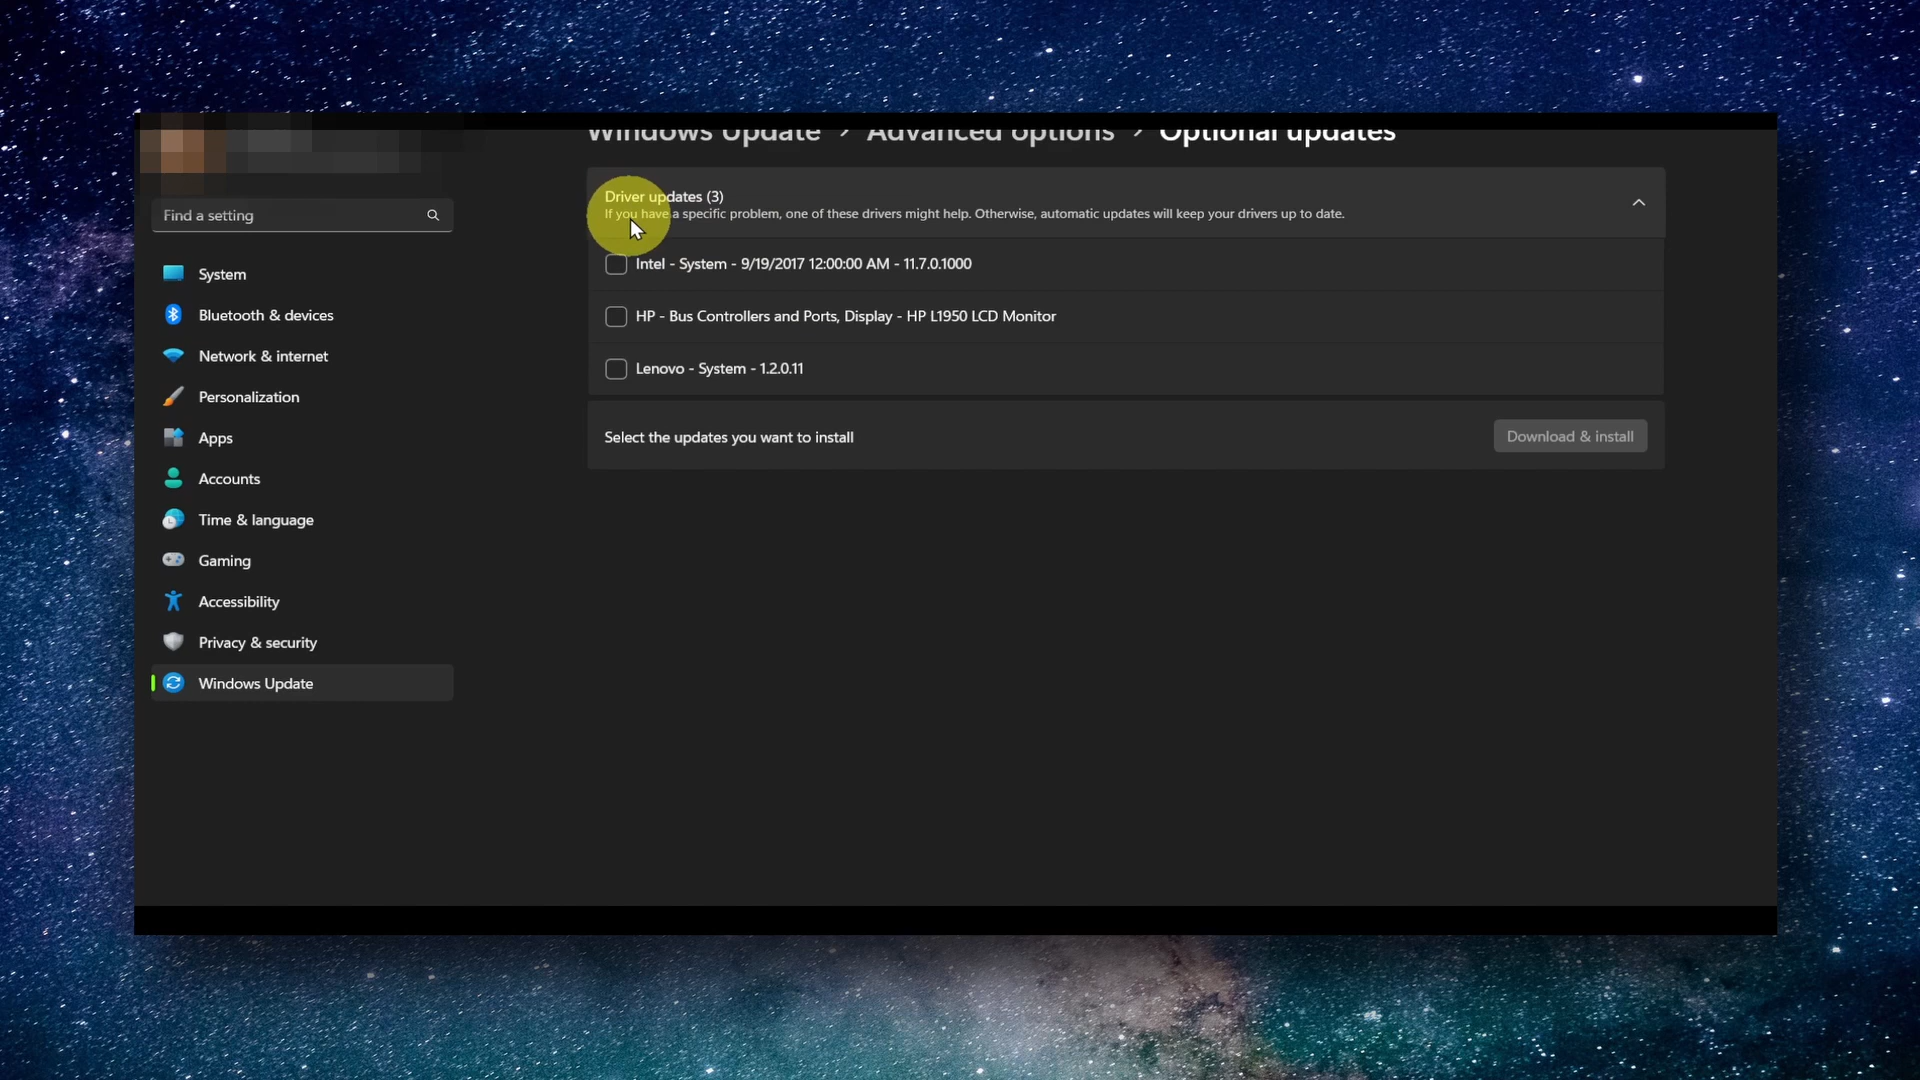 Windows Update > Advanced options > Optional updates
Find a setting
System
Bluetooth & devices
Network & internet
Personalization
Apps
Accounts
Time & language
Gaming
Accessibility
Privacy & security
Windows Update
Driver updates (3)
If you have a specific problem, one of these drivers might help. Otherwise, automatic updates will keep your drivers up to date.
Intel - System - 9/19/2017 12:00:00 AM - 11.7.0.1000
HP - Bus Controllers and Ports, Display - HP L1950 LCD Monitor
Lenovo - System - 1.2.0.11
Select the updates you want to install
Download & install